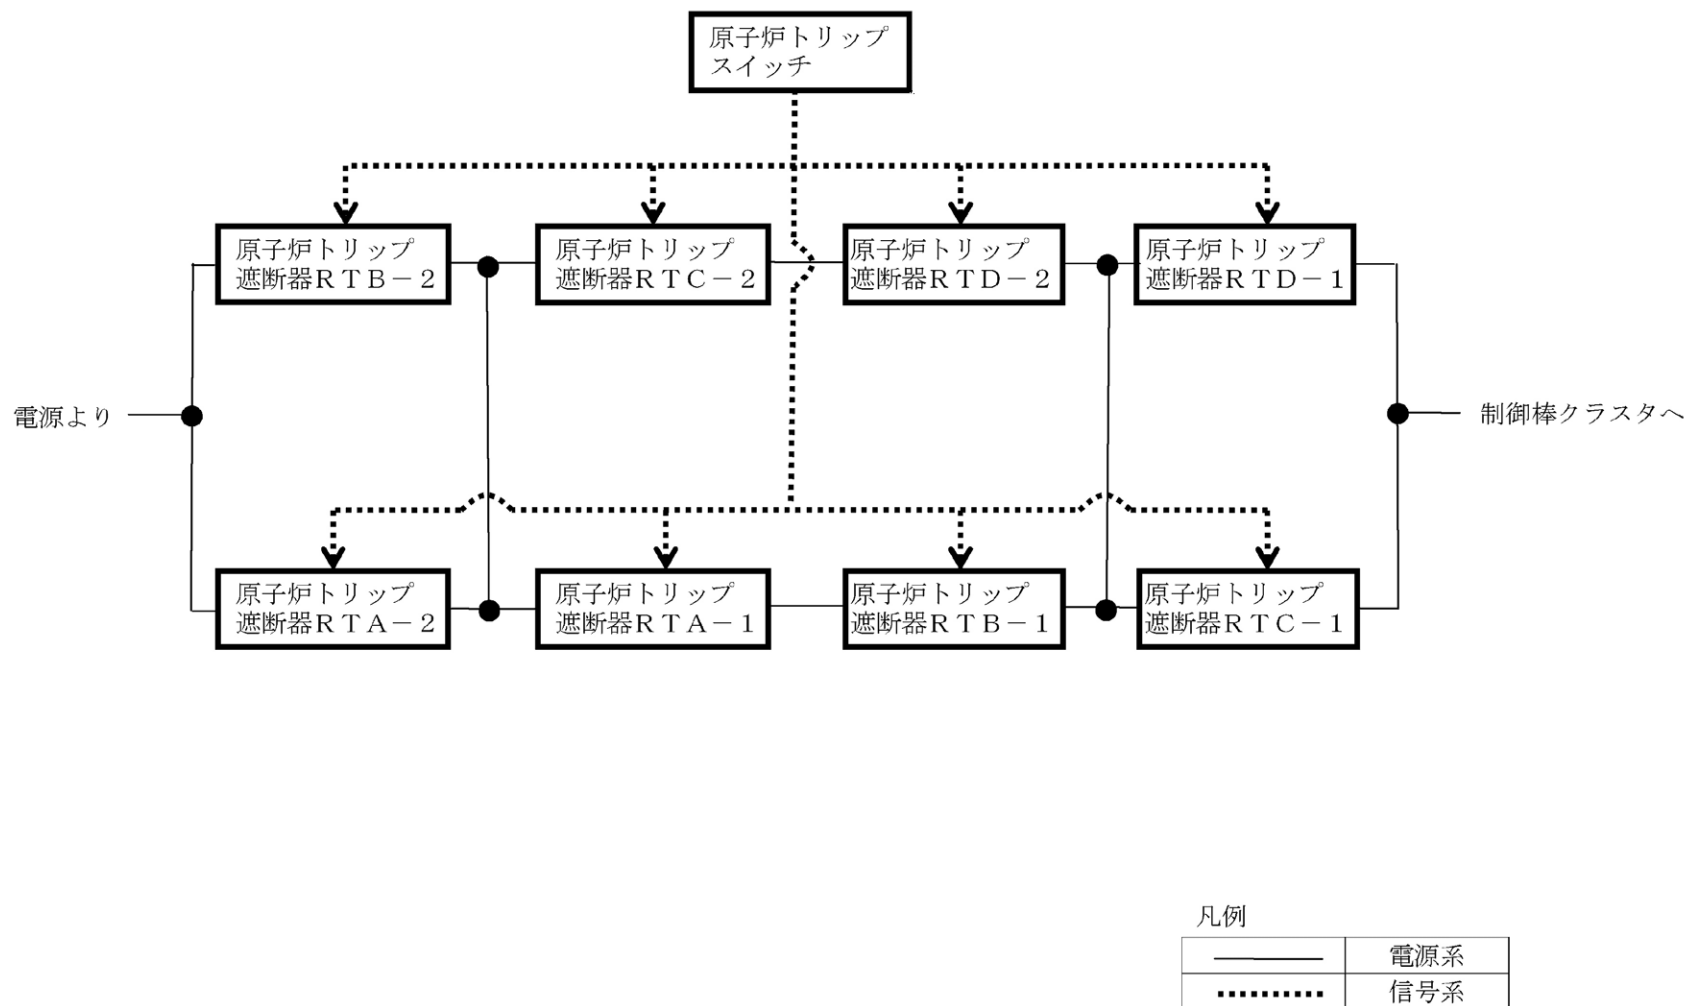 原子炉トリップ
スイッチ
原子炉トリップ
遮断器RTB-2
原子炉トリップ
遮断器RTC-2
原子炉トリップ
遮断器RTD-2
原子炉トリップ
遮断器RTD-1
電源より
制御棒クラスタへ
原子炉トリップ
遮断器RTA-2
原子炉トリップ
遮断器RTA-1
原子炉トリップ
遮断器RTB-1
原子炉トリップ
遮断器RTC-1
凡例
電源系
信号系